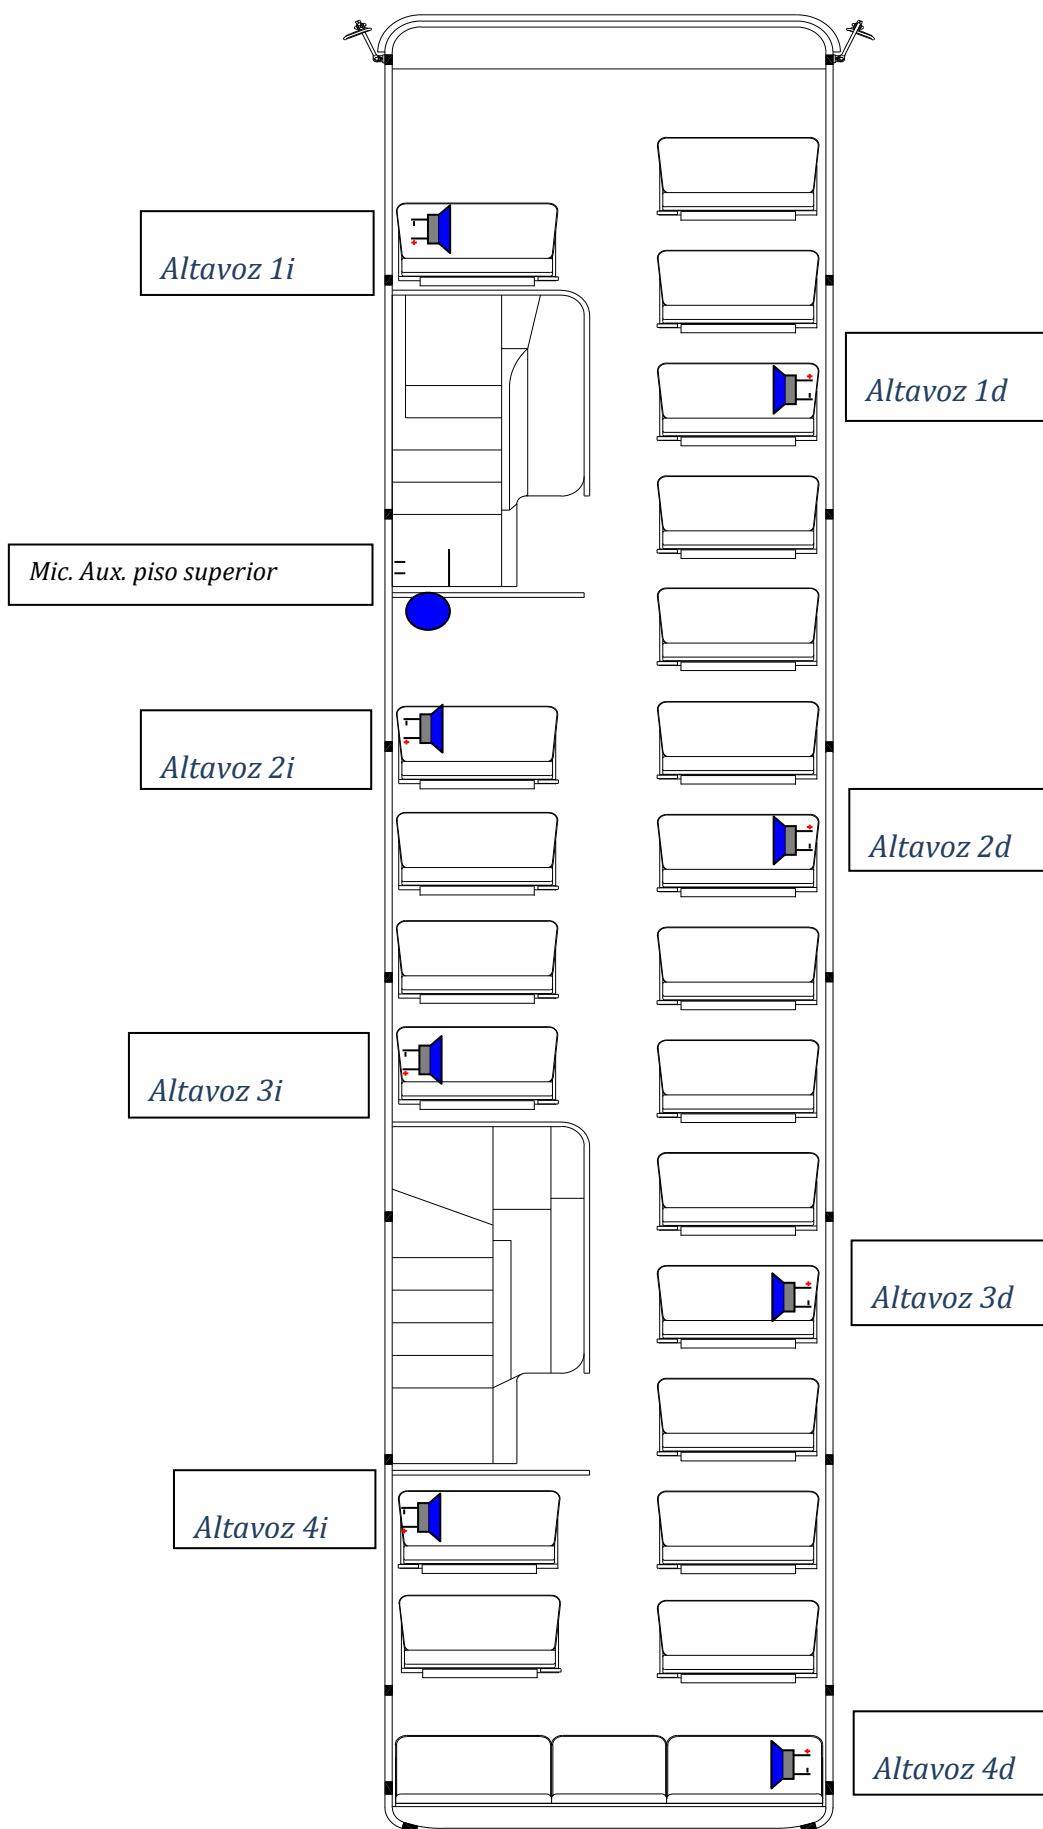 Altavoz 1i
Altavoz 1d
Mic. Aux. piso superior
Altavoz 2i
Altavoz 2d
Altavoz 3i
Altavoz 3d
Altavoz 4i
Altavoz 4d